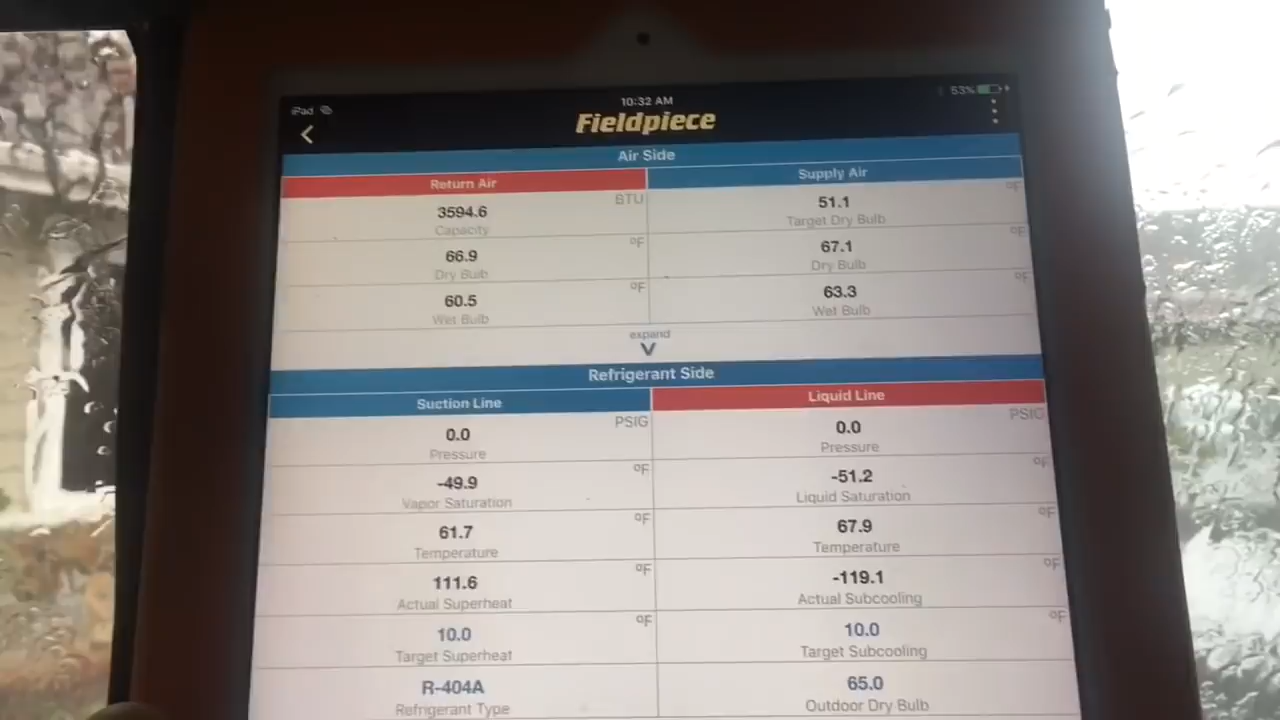 iPad
10:32 AM
53%
Fieldpiece
Air Side
Return Air
Supply Air
3594.6
BTU
Capacity
51.1
°F
Target Dry Bulb
66.9
°F
Dry Bulb
67.1
°F
Dry Bulb
60.5
°F
Wet Bulb
63.3
°F
Wet Bulb
expand
Refrigerant Side
Suction Line
Liquid Line
0.0
PSIG
Pressure
0.0
PSIG
Pressure
-49.9
°F
Vapor Saturation
-51.2
°F
Liquid Saturation
61.7
°F
Temperature
67.9
°F
Temperature
111.6
°F
Actual Superheat
-119.1
°F
Actual Subcooling
10.0
°F
Target Superheat
10.0
°F
Target Subcooling
R-404A
Refrigerant Type
65.0
Outdoor Dry Bulb